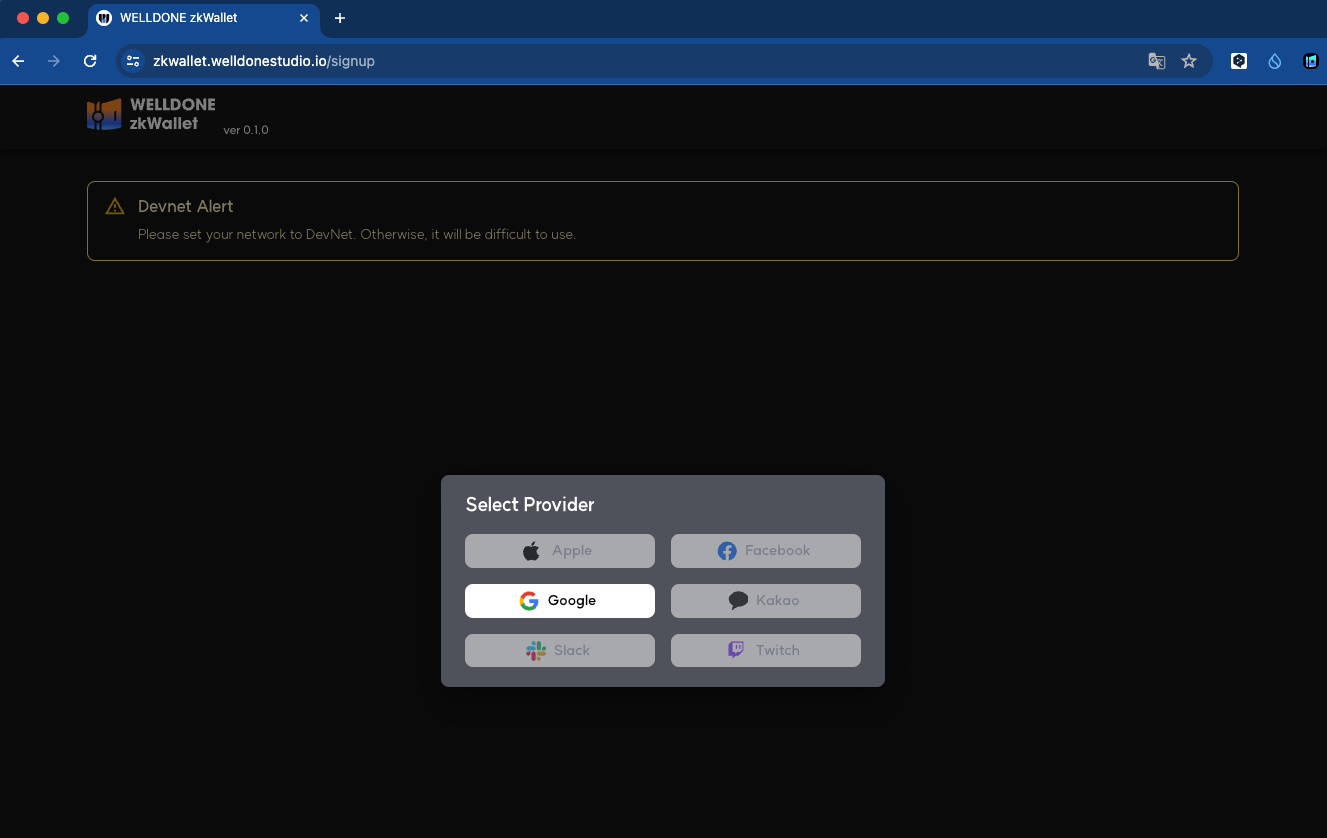 WELLDONE zkWallet
zkwallet.welldonestudio.io/signup
WELLDONE
zkWallet
ver 0.1.0
Devnet Alert
Please set your network to DevNet. Otherwise, it will be difficult to use.
Select Provider
Apple
Facebook
Google
Kakao
Slack
Twitch